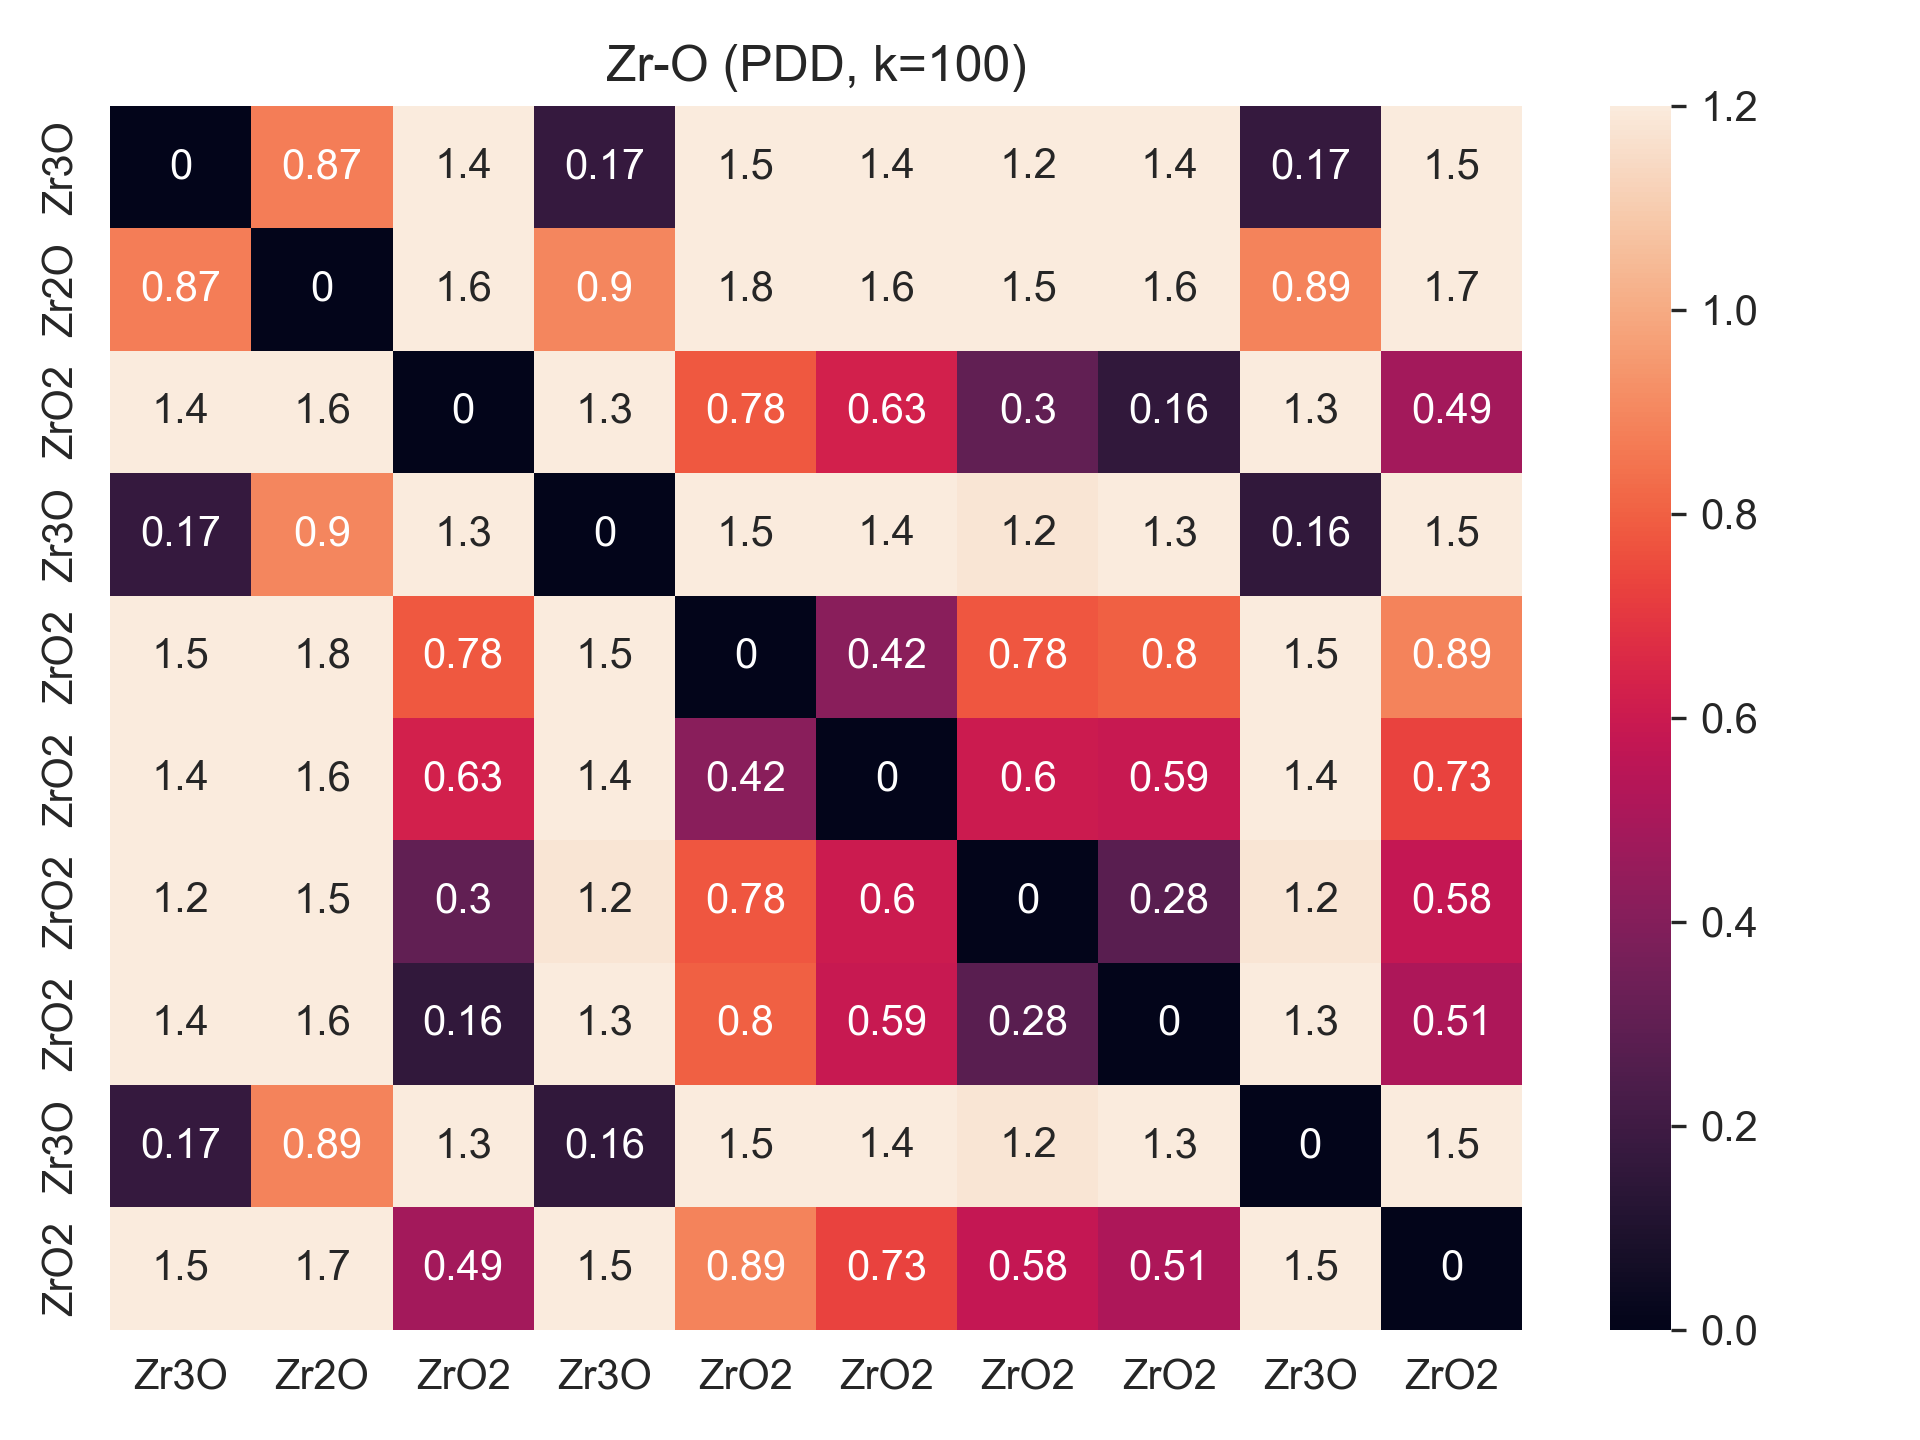 Zr-O (PDD, k=100)
Zr3O 0 0.87 1.4 0.17 1.5 1.4 1.2 1.4 0.17 1.5
Zr2O 0.87 0 1.6 0.9 1.8 1.6 1.5 1.6 0.89 1.7
ZrO2 1.4 1.6 0 1.3 0.78 0.63 0.3 0.16 1.3 0.49
Zr3O 0.17 0.9 1.3 0 1.5 1.4 1.2 1.3 0.16 1.5
ZrO2 1.5 1.8 0.78 1.5 0 0.42 0.78 0.8 1.5 0.89
ZrO2 1.4 1.6 0.63 1.4 0.42 0 0.6 0.59 1.4 0.73
ZrO2 1.2 1.5 0.3 1.2 0.78 0.6 0 0.28 1.2 0.58
ZrO2 1.4 1.6 0.16 1.3 0.8 0.59 0.28 0 1.3 0.51
Zr3O 0.17 0.89 1.3 0.16 1.5 1.4 1.2 1.3 0 1.5
ZrO2 1.5 1.7 0.49 1.5 0.89 0.73 0.58 0.51 1.5 0
Zr3O Zr2O ZrO2 Zr3O ZrO2 ZrO2 ZrO2 ZrO2 Zr3O ZrO2
1.2
1.0
0.8
0.6
0.4
0.2
0.0